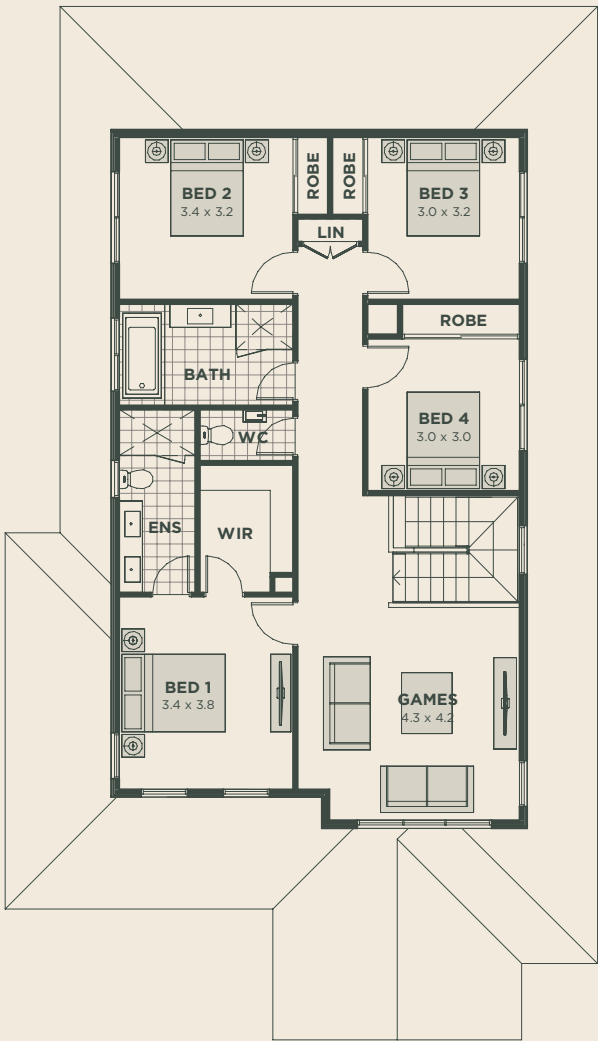 BED 2
3.4 x 3.2
ROBE
ROBE
BED 3
3.0 x 3.2
LIN
ROBE
BATH
BED 4
3.0 x 3.0
WC
ENS
WIR
BED 1
3.4 x 3.8
GAMES
4.3 x 4.2